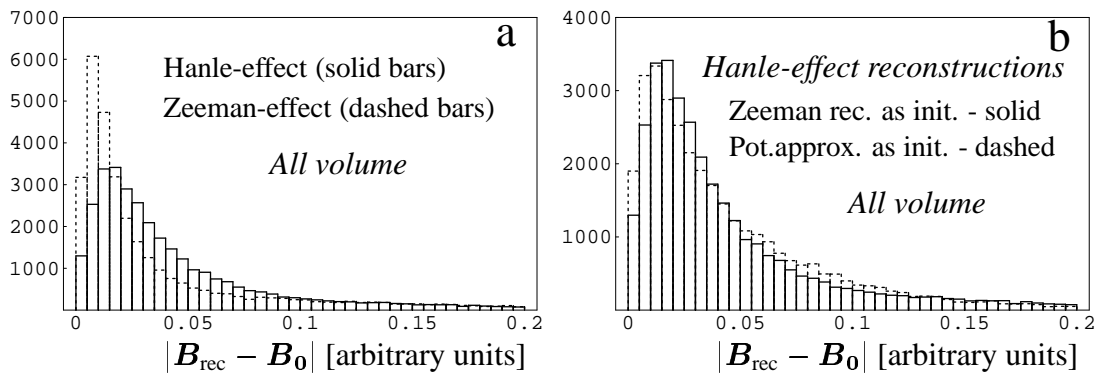 7000
6000
5000
4000
3000
2000
1000
a
Hanle-effect (solid bars)
Zeeman-effect (dashed bars)
All volume
0 0.05 0.1 0.15 0.2
|B_rec − B_0| [arbitrary units]
4000
3000
2000
1000
b
Hanle-effect reconstructions
Zeeman rec. as init. - solid
Pot.approx. as init. - dashed
All volume
0 0.05 0.1 0.15 0.2
|B_rec − B_0| [arbitrary units]